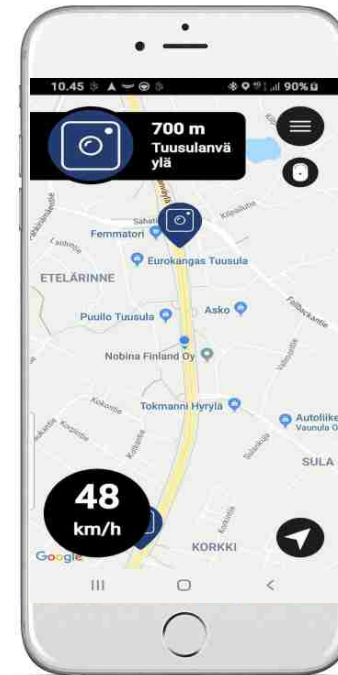 10.45
90%
700 m
Tuusulanvä
ylä
Femmatori
Eurokangas Tuusula
ETELÄRINNE
Puuilo Tuusula
Asko
Nobina Finland Oy
Tokmanni Hyrylä
Autoliike
Vaunula O
SULA
48
km/h
KORKKI
Google